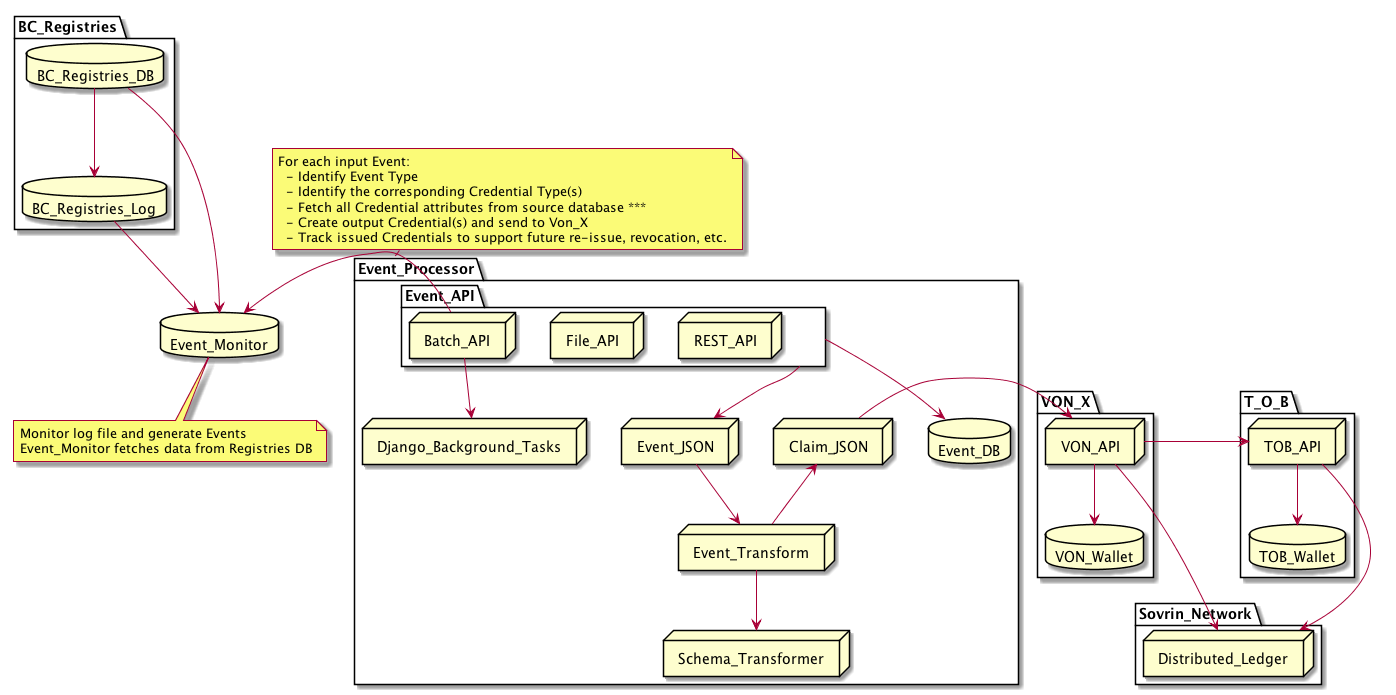 BC_Registries
BC_Registries_DB
BC_Registries_Log
For each input Event:
- Identify Event Type
- Identify the corresponding Credential Type(s)
- Fetch all Credential attributes from source database ***
- Create output Credential(s) and send to Von_X
- Track issued Credentials to support future re-issue, revocation, etc.
Event_Processor
Event_API
Batch_API
File_API
REST_API
Event_Monitor
Monitor log file and generate Events
Event_Monitor fetches data from Registries DB
Django_Background_Tasks
Event_JSON
Claim_JSON
Event_DB
Event_Transform
Schema_Transformer
VON_X
VON_API
VON_Wallet
T_O_B
TOB_API
TOB_Wallet
Sovrin_Network
Distributed_Ledger